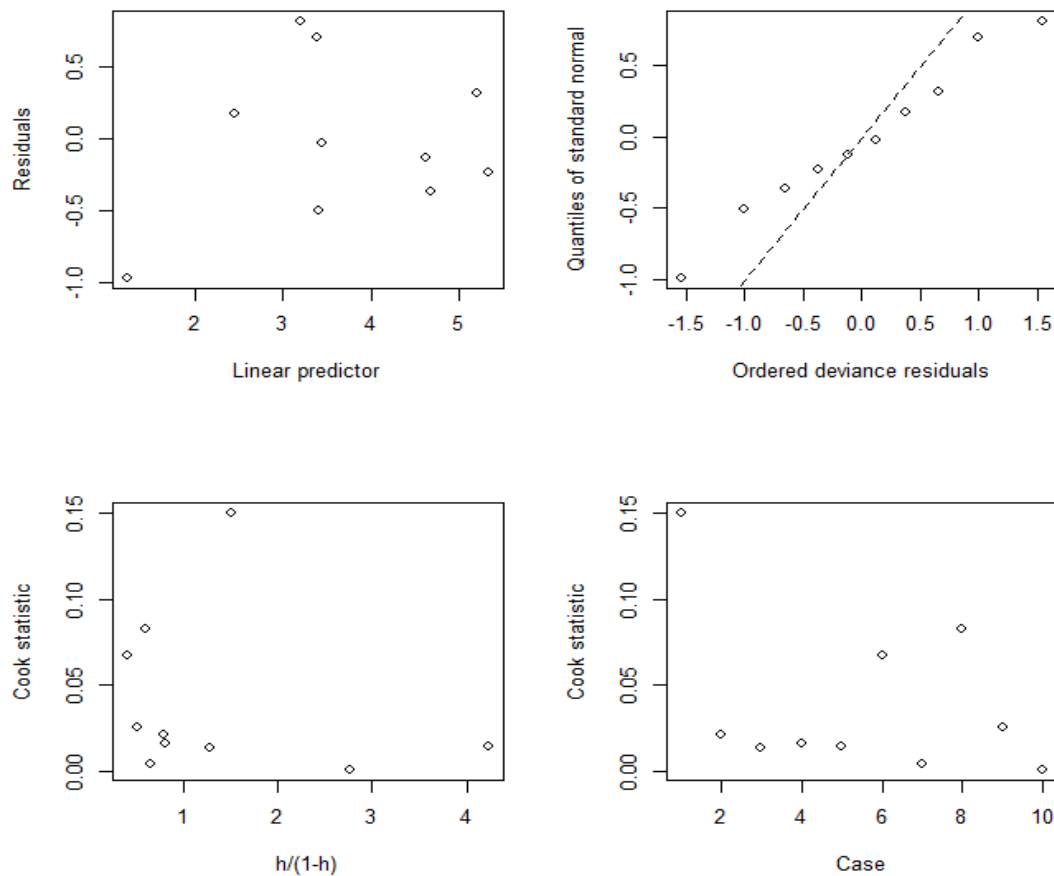 Residuals
0.5
0.0
-0.5
-1.0
2 3 4 5
Linear predictor
Quantiles of standard normal
0.5
0.0
-0.5
-1.0
-1.5 -1.0 -0.5 0.0 0.5 1.0 1.5
Ordered deviance residuals
Cook statistic
0.15
0.10
0.05
0.00
1 2 3 4
h/(1-h)
Cook statistic
0.15
0.10
0.05
0.00
2 4 6 8 10
Case